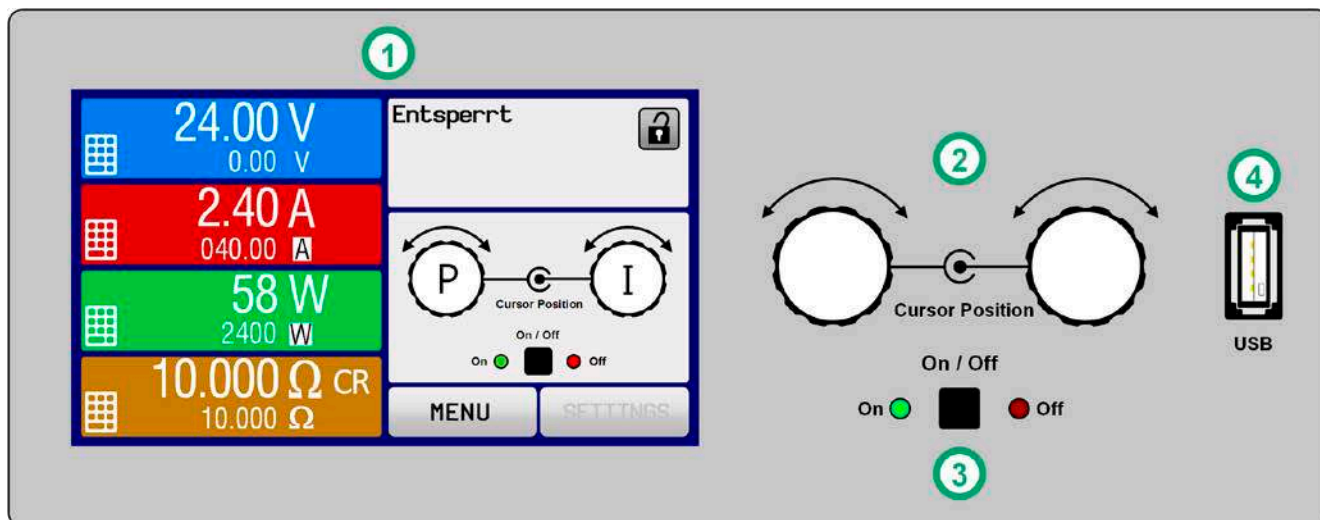 1
24.00 V
0.00 V
2.40 A
040.00 A
58 W
2400 W
10.000 Ω CR
10.000 Ω
Entsperrt
P
I
Cursor Position
On / Off
On
Off
MENU
SETTINGS
2
Cursor Position
On / Off
On
Off
3
4
USB